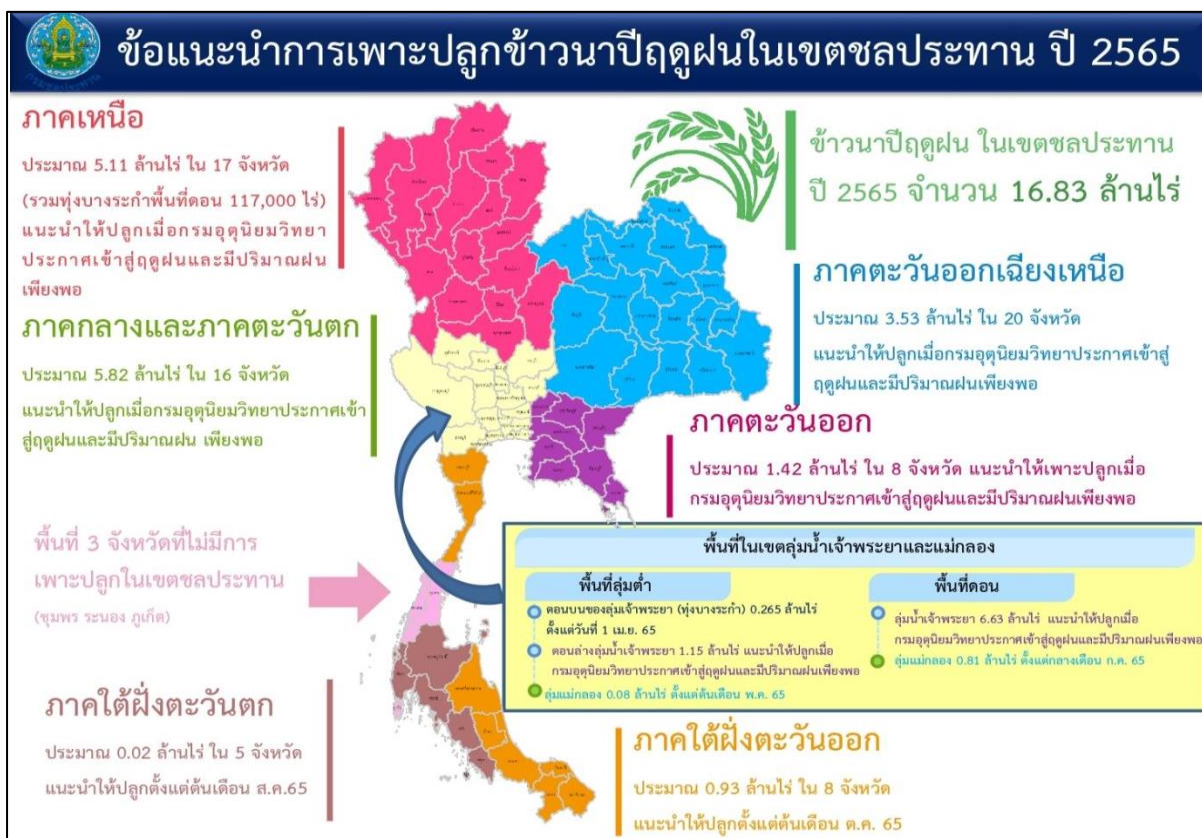 ข้อแนะนำการเพาะปลูกข้าวนาปีฤดูฝนในเขตชลประทาน ปี 2565
กรมชลประทาน
ภาคเหนือ
ประมาณ 5.11 ล้านไร่ ใน 17 จังหวัด
(รวมทุ่งบางระกำพื้นที่ดอน 117,000 ไร่)
แนะนำให้ปลูกเมื่อกรมอุตุนิยมวิทยา
ประกาศเข้าสู่ฤดูฝนและมีปริมาณฝน
เพียงพอ
ข้าวนาปีฤดูฝน ในเขตชลประทาน
ปี 2565 จำนวน 16.83 ล้านไร่
ภาคตะวันออกเฉียงเหนือ
ประมาณ 3.53 ล้านไร่ ใน 20 จังหวัด
แนะนำให้ปลูกเมื่อกรมอุตุนิยมวิทยาประกาศเข้าสู่
ฤดูฝนและมีปริมาณฝนเพียงพอ
ภาคกลางและภาคตะวันตก
ประมาณ 5.82 ล้านไร่ ใน 16 จังหวัด
แนะนำให้ปลูกเมื่อกรมอุตุนิยมวิทยาประกาศเข้า
สู่ฤดูฝนและมีปริมาณฝน เพียงพอ
ภาคตะวันออก
ประมาณ 1.42 ล้านไร่ ใน 8 จังหวัด แนะนำให้เพาะปลูกเมื่อ
กรมอุตุนิยมวิทยาประกาศเข้าสู่ฤดูฝนและมีปริมาณฝนเพียงพอ
พื้นที่ 3 จังหวัดที่ไม่มีการ
เพาะปลูกในเขตชลประทาน
(ชุมพร ระนอง ภูเก็ต)
พื้นที่ในเขตลุ่มน้ำเจ้าพระยาและแม่กลอง
พื้นที่ลุ่มต่ำ
ตอนบนของลุ่มเจ้าพระยา (ทุ่งบางระกำ) 0.265 ล้านไร่
ตั้งแต่วันที่ 1 เม.ย. 65
ตอนล่างลุ่มน้ำเจ้าพระยา 1.15 ล้านไร่ แนะนำให้ปลูกเมื่อ
กรมอุตุนิยมวิทยาประกาศเข้าสู่ฤดูฝนและมีปริมาณฝนเพียงพอ
ลุ่มแม่กลอง 0.08 ล้านไร่ ตั้งแต่ต้นเดือน พ.ค. 65
พื้นที่ดอน
ลุ่มน้ำเจ้าพระยา 6.63 ล้านไร่ แนะนำให้ปลูกเมื่อ
กรมอุตุนิยมวิทยาประกาศเข้าสู่ฤดูฝนและมีปริมาณฝนเพียงพอ
ลุ่มแม่กลอง 0.81 ล้านไร่ ตั้งแต่กลางเดือน ก.ค. 65
ภาคใต้ฝั่งตะวันตก
ประมาณ 0.02 ล้านไร่ ใน 5 จังหวัด
แนะนำให้ปลูกตั้งแต่ต้นเดือน ส.ค.65
ภาคใต้ฝั่งตะวันออก
ประมาณ 0.93 ล้านไร่ ใน 8 จังหวัด
แนะนำให้ปลูกตั้งแต่ต้นเดือน ต.ค. 65